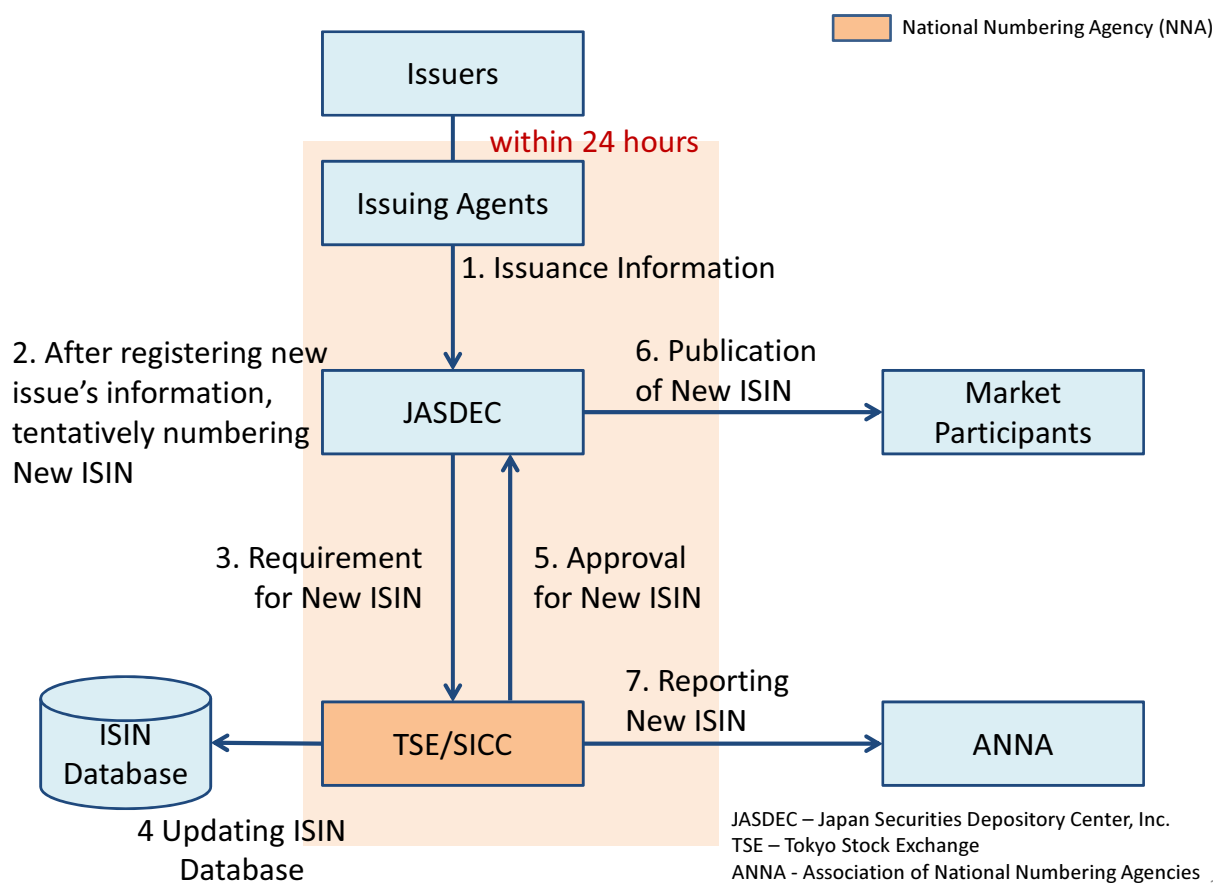 National Numbering Agency (NNA)
Issuers
within 24 hours
Issuing Agents
1. Issuance Information
2. After registering new
issue’s information,
tentatively numbering
New ISIN
JASDEC
6. Publication
of New ISIN
Market
Participants
3. Requirement
for New ISIN
5. Approval
for New ISIN
ISIN
Database
TSE/SICC
7. Reporting
New ISIN
ANNA
4 Updating ISIN
Database
JASDEC – Japan Securities Depository Center, Inc.
TSE – Tokyo Stock Exchange
ANNA - Association of National Numbering Agencies